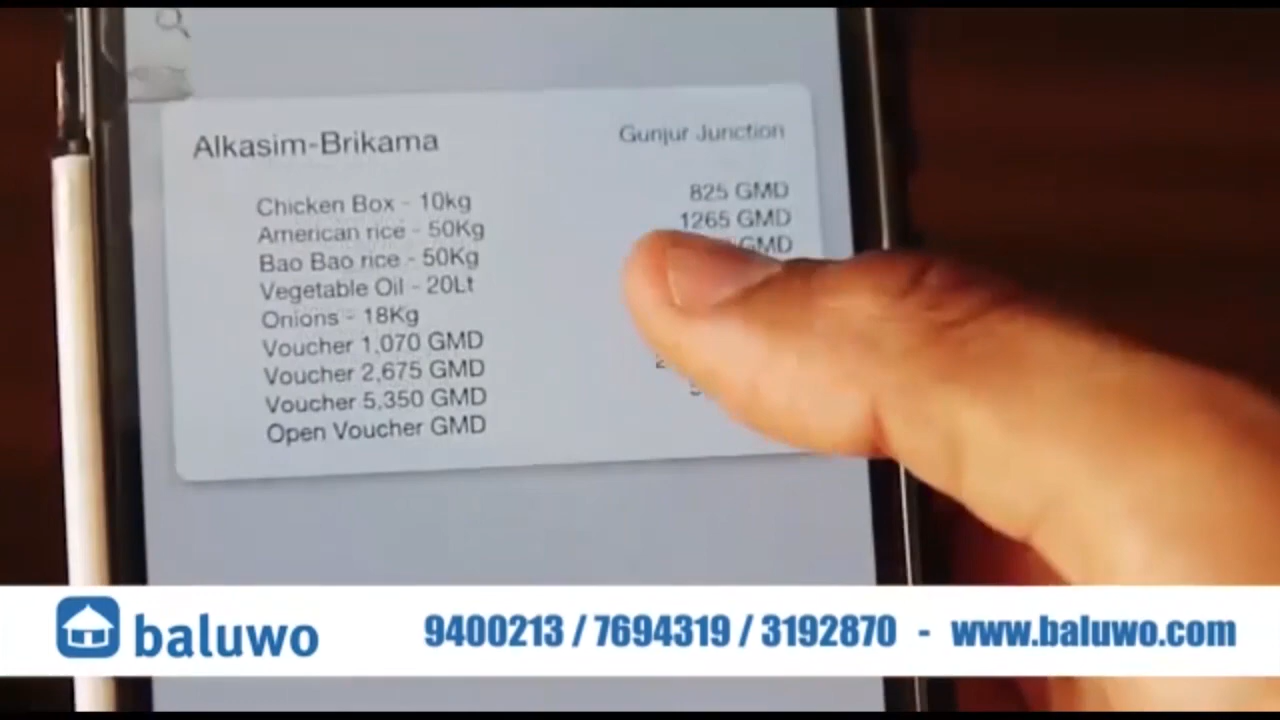 Alkasim-Brikama Gunjur Junction
Chicken Box - 10kg 825 GMD
American rice - 50Kg 1265 GMD
Bao Bao rice - 50Kg GMD
Vegetable Oil - 20Lt
Onions - 18Kg
Voucher 1,070 GMD
Voucher 2,675 GMD
Voucher 5,350 GMD
Open Voucher GMD
baluwo 9400213 / 7694319 / 3192870 - www.baluwo.com